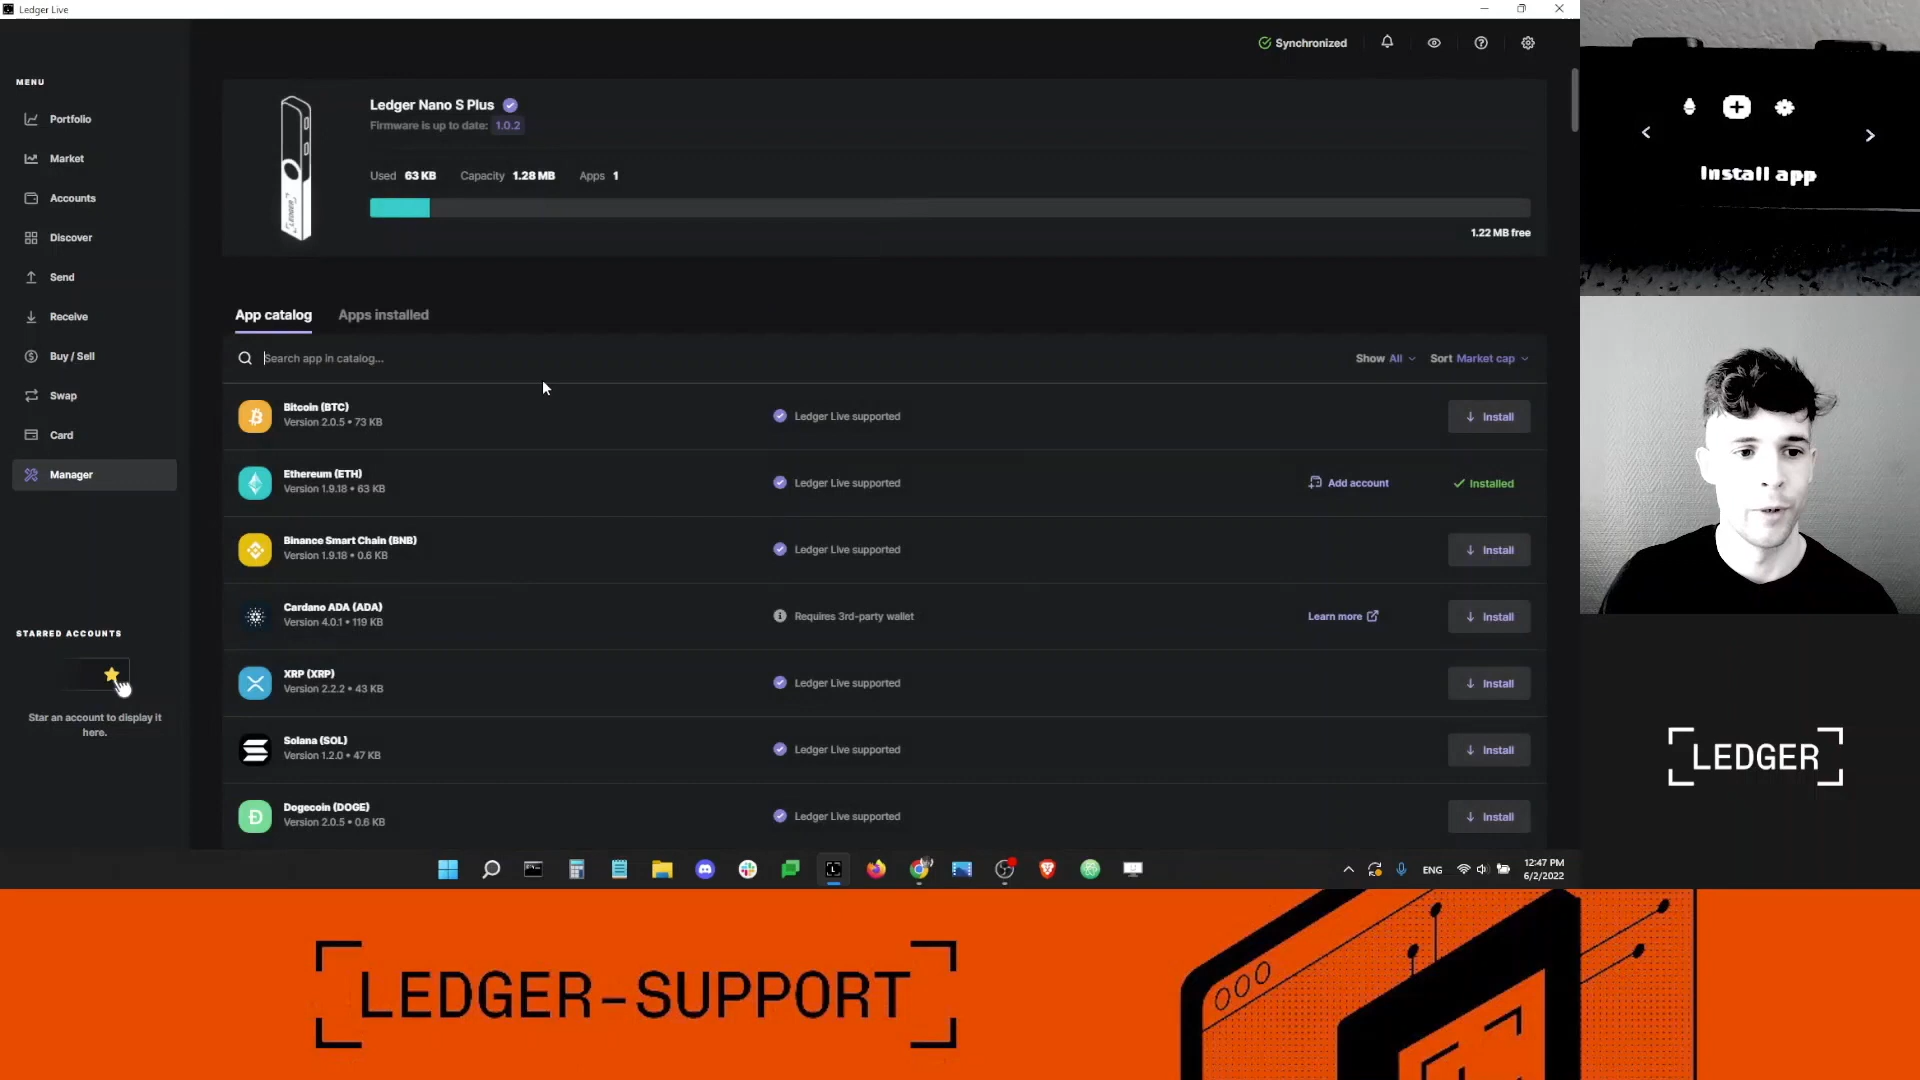 Ledger Live
Synchronized
MENU
Portfolio
Market
Accounts
Discover
Send
Receive
Buy / Sell
Swap
Card
Manager
STARRED ACCOUNTS
Star an account to display it
here.
Ledger Nano S Plus
Firmware is up to date: 1.0.2
Used 63 KB Capacity 1.28 MB Apps 1
1.22 MB free
App catalog Apps installed
Search app in catalog...
Show All Sort Market cap
Bitcoin (BTC)
Version 2.0.5 • 73 KB
Ledger Live supported
Install
Ethereum (ETH)
Version 1.9.18 • 63 KB
Ledger Live supported
Add account
Installed
Binance Smart Chain (BNB)
Version 1.9.18 • 0.6 KB
Ledger Live supported
Install
Cardano ADA (ADA)
Version 4.0.1 • 119 KB
Requires 3rd-party wallet
Learn more
Install
XRP (XRP)
Version 2.2.2 • 43 KB
Ledger Live supported
Install
Solana (SOL)
Version 1.2.0 • 47 KB
Ledger Live supported
Install
Dogecoin (DOGE)
Version 2.0.5 • 0.6 KB
Ledger Live supported
Install
ENG
12:47 PM
6/2/2022
Install app
LEDGER
LEDGER-SUPPORT